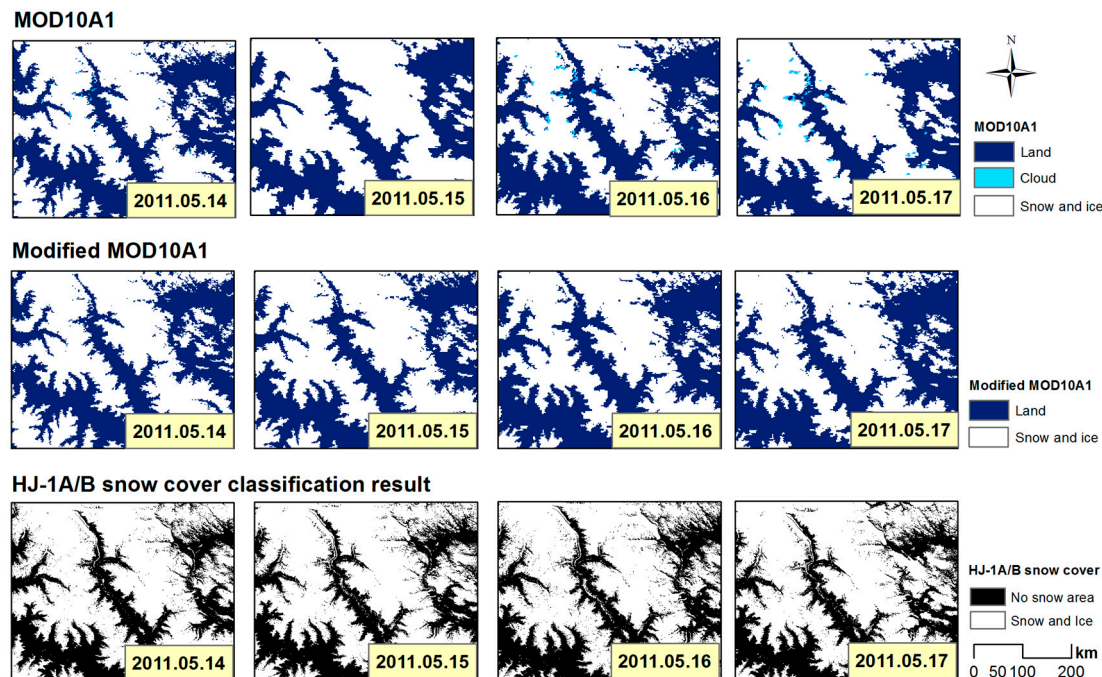 MOD10A1
2011.05.14
2011.05.15
2011.05.16
2011.05.17
N
MOD10A1
Land
Cloud
Snow and ice
Modified MOD10A1
2011.05.14
2011.05.15
2011.05.16
2011.05.17
Modified MOD10A1
Land
Snow and ice
HJ-1A/B snow cover classification result
2011.05.14
2011.05.15
2011.05.16
2011.05.17
HJ-1A/B snow cover
No snow area
Snow and Ice
km
0 50 100 200